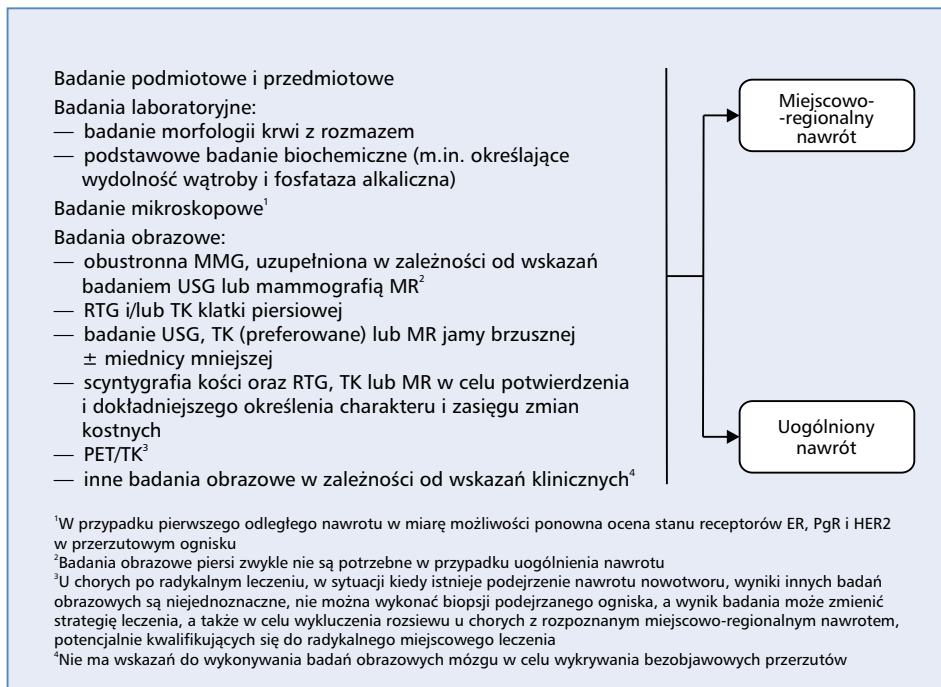 Badanie podmiotowe i przedmiotowe
Badania laboratoryjne:
— badanie morfologii krwi z rozmazem
— podstawowe badanie biochemiczne (m.in. określające
wydolność wątroby i fosfataza alkaliczna)
Badanie mikroskopowe¹
Badania obrazowe:
— obustronna MMG, uzupełniona w zależności od wskazań
badaniem USG lub mammografią MR²
— RTG i/lub TK klatki piersiowej
— badanie USG, TK (preferowane) lub MR jamy brzusznej
± miednicy mniejszej
— scyntygrafia kości oraz RTG, TK lub MR w celu potwierdzenia
i dokładniejszego określenia charakteru i zasięgu zmian
kostnych
— PET/TK³
— inne badania obrazowe w zależności od wskazań klinicznych⁴
Miejscowo-
-regionalny
nawrót
Uogólniony
nawrót
¹W przypadku pierwszego odległego nawrotu w miarę możliwości ponowna ocena stanu receptorów ER, PgR i HER2
w przerzutowym ognisku
²Badania obrazowe piersi zwykle nie są potrzebne w przypadku uogólnienia nawrotu
³U chorych po radykalnym leczeniu, w sytuacji kiedy istnieje podejrzenie nawrotu nowotworu, wyniki innych badań
obrazowych są niejednoznaczne, nie można wykonać biopsji podejrzanego ogniska, a wynik badania może zmienić
strategię leczenia, a także w celu wykluczenia rozsiewu u chorych z rozpoznanym miejscowo-regionalnym nawrotem,
potencjalnie kwalifikujących się do radykalnego miejscowego leczenia
⁴Nie ma wskazań do wykonywania badań obrazowych mózgu w celu wykrywania bezobjawowych przerzutów